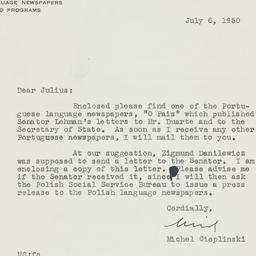 UAGE NEWSPAPERS
O PROGRAMS
July 6, 1950
Dear Julius:
Enclosed please find one of the Portu-
guese language newspapers, "O Pais" which published
Senator Lehman's letters to Mr. Duarte and to the
Secretary of State. As soon as I receive any other
Portuguese newspapers, I will mail them to you.
At our suggestion, Zigmund Danilewicz
was supposed to send a letter to the Senator. I am
enclosing a copy of this letter. Please advise me
if the Senator received it, since I will then ask
the Polish Social Service Bureau to issue a press
release to the Polish language newspapers.
Cordially,
Michel Cieplinski
MC:fs